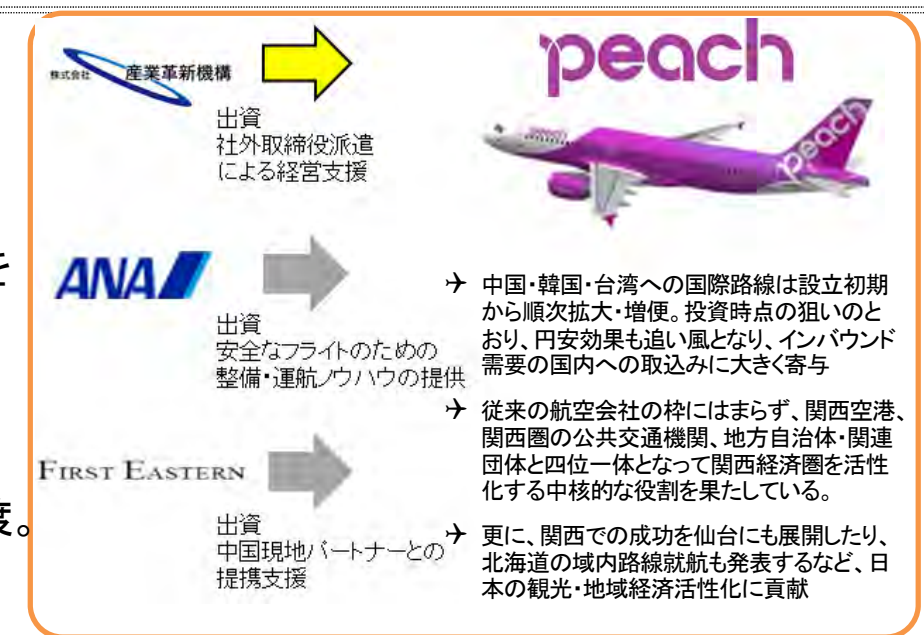 株式会社 産業革新機構
出資
社外取締役派遣
による経営支援
peach
peach
peach
を
ANA
出資
安全なフライトのための
整備・運航ノウハウの提供
度。
FIRST EASTERN
出資
中国現地パートナーとの
提携支援
中国・韓国・台湾への国際路線は設立初期
から順次拡大・増便。投資時点の狙いのと
おり、円安効果も追い風となり、インバウンド
需要の国内への取込みに大きく寄与
従来の航空会社の枠にはまらず、関西空港、
関西圏の公共交通機関、地方自治体・関連
団体と四位一体となって関西経済圏を活性
化する中核的な役割を果たしている。
更に、関西での成功を仙台にも展開したり、
北海道の域内路線就航も発表するなど、日
本の観光・地域経済活性化に貢献